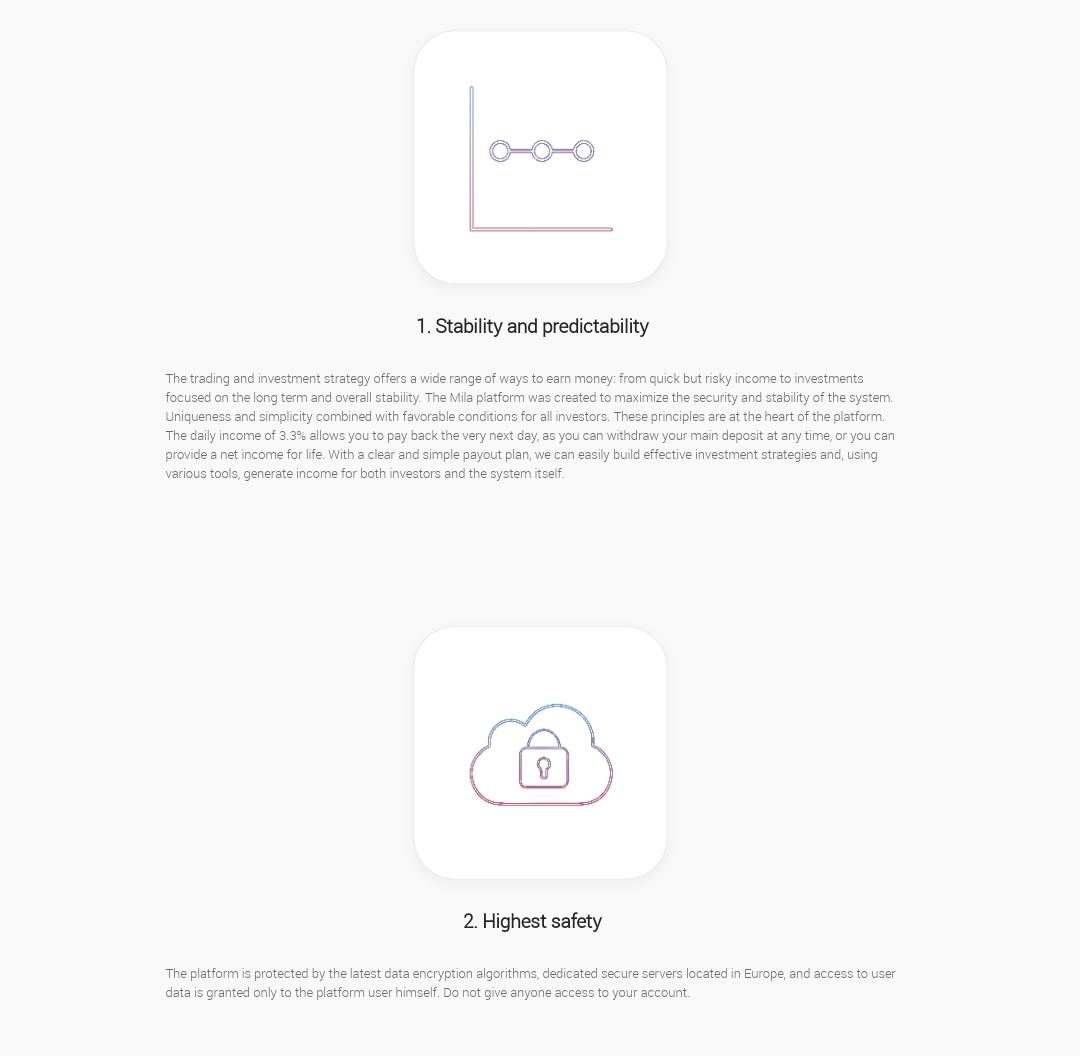 1. Stability and predictability
The trading and investment strategy offers a wide range of ways to earn money: from quick but risky income to investments
focused on the long term and overall stability. The Mila platform was created to maximize the security and stability of the system.
Uniqueness and simplicity combined with favorable conditions for all investors. These principles are at the heart of the platform.
The daily income of 3.3% allows you to pay back the very next day, as you can withdraw your main deposit at any time, or you can
provide a net income for life. With a clear and simple payout plan, we can easily build effective investment strategies and, using
various tools, generate income for both investors and the system itself.
2. Highest safety
The platform is protected by the latest data encryption algorithms, dedicated secure servers located in Europe, and access to user
data is granted only to the platform user himself. Do not give anyone access to your account.